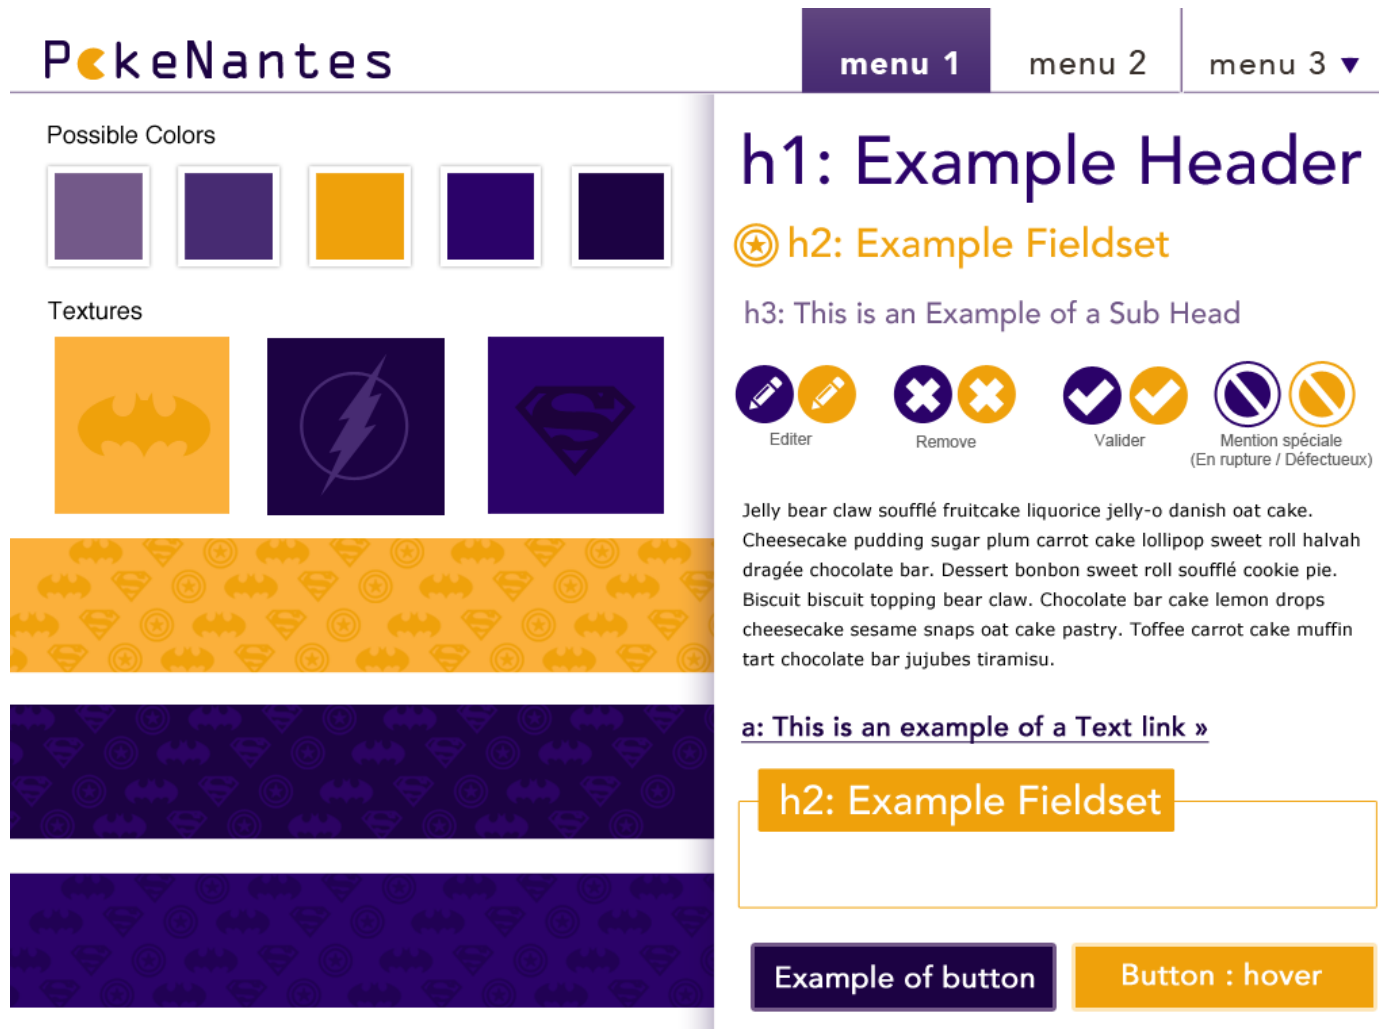 PokeNantes
menu 1
menu 2
menu 3 ▼
Possible Colors
Textures
h1: Example Header
h2: Example Fieldset
h3: This is an Example of a Sub Head
Editer
Remove
Valider
Mention spéciale
(En rupture / Défectueux)
Jelly bear claw soufflé fruitcake liquorice jelly-o danish oat cake.
Cheesecake pudding sugar plum carrot cake lollipop sweet roll halvah
dragée chocolate bar. Dessert bonbon sweet roll soufflé cookie pie.
Biscuit biscuit topping bear claw. Chocolate bar cake lemon drops
cheesecake sesame snaps oat cake pastry. Toffee carrot cake muffin
tart chocolate bar jujubes tiramisu.
a: This is an example of a Text link »
h2: Example Fieldset
Example of button
Button : hover